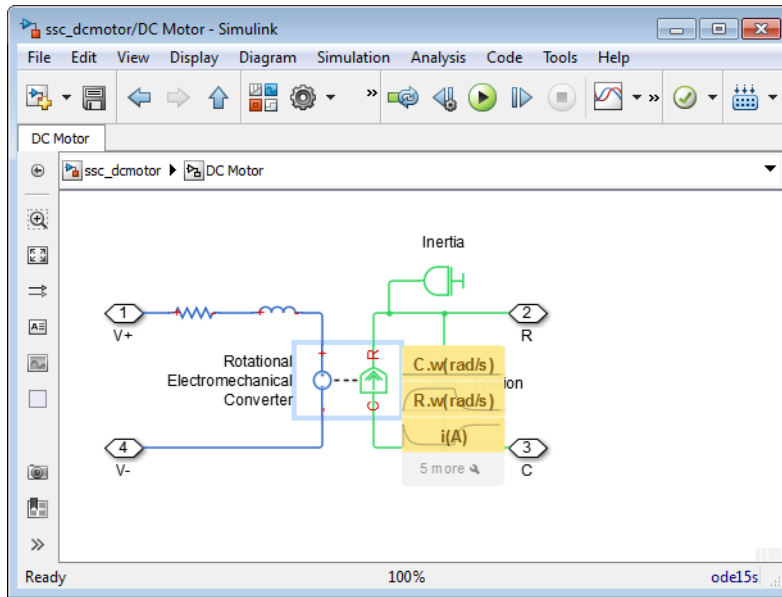 ssc_dcmotor/DC Motor - Simulink
File Edit View Display Diagram Simulation Analysis Code Tools Help
DC Motor
ssc_dcmotor DC Motor
Inertia
1
V+
2
R
Rotational
Electromechanical
Converter
+
-
R
C
C.w(rad/s)
R.w(rad/s)
i(A)
5 more
4
V-
3
C
Ready 100% ode15s